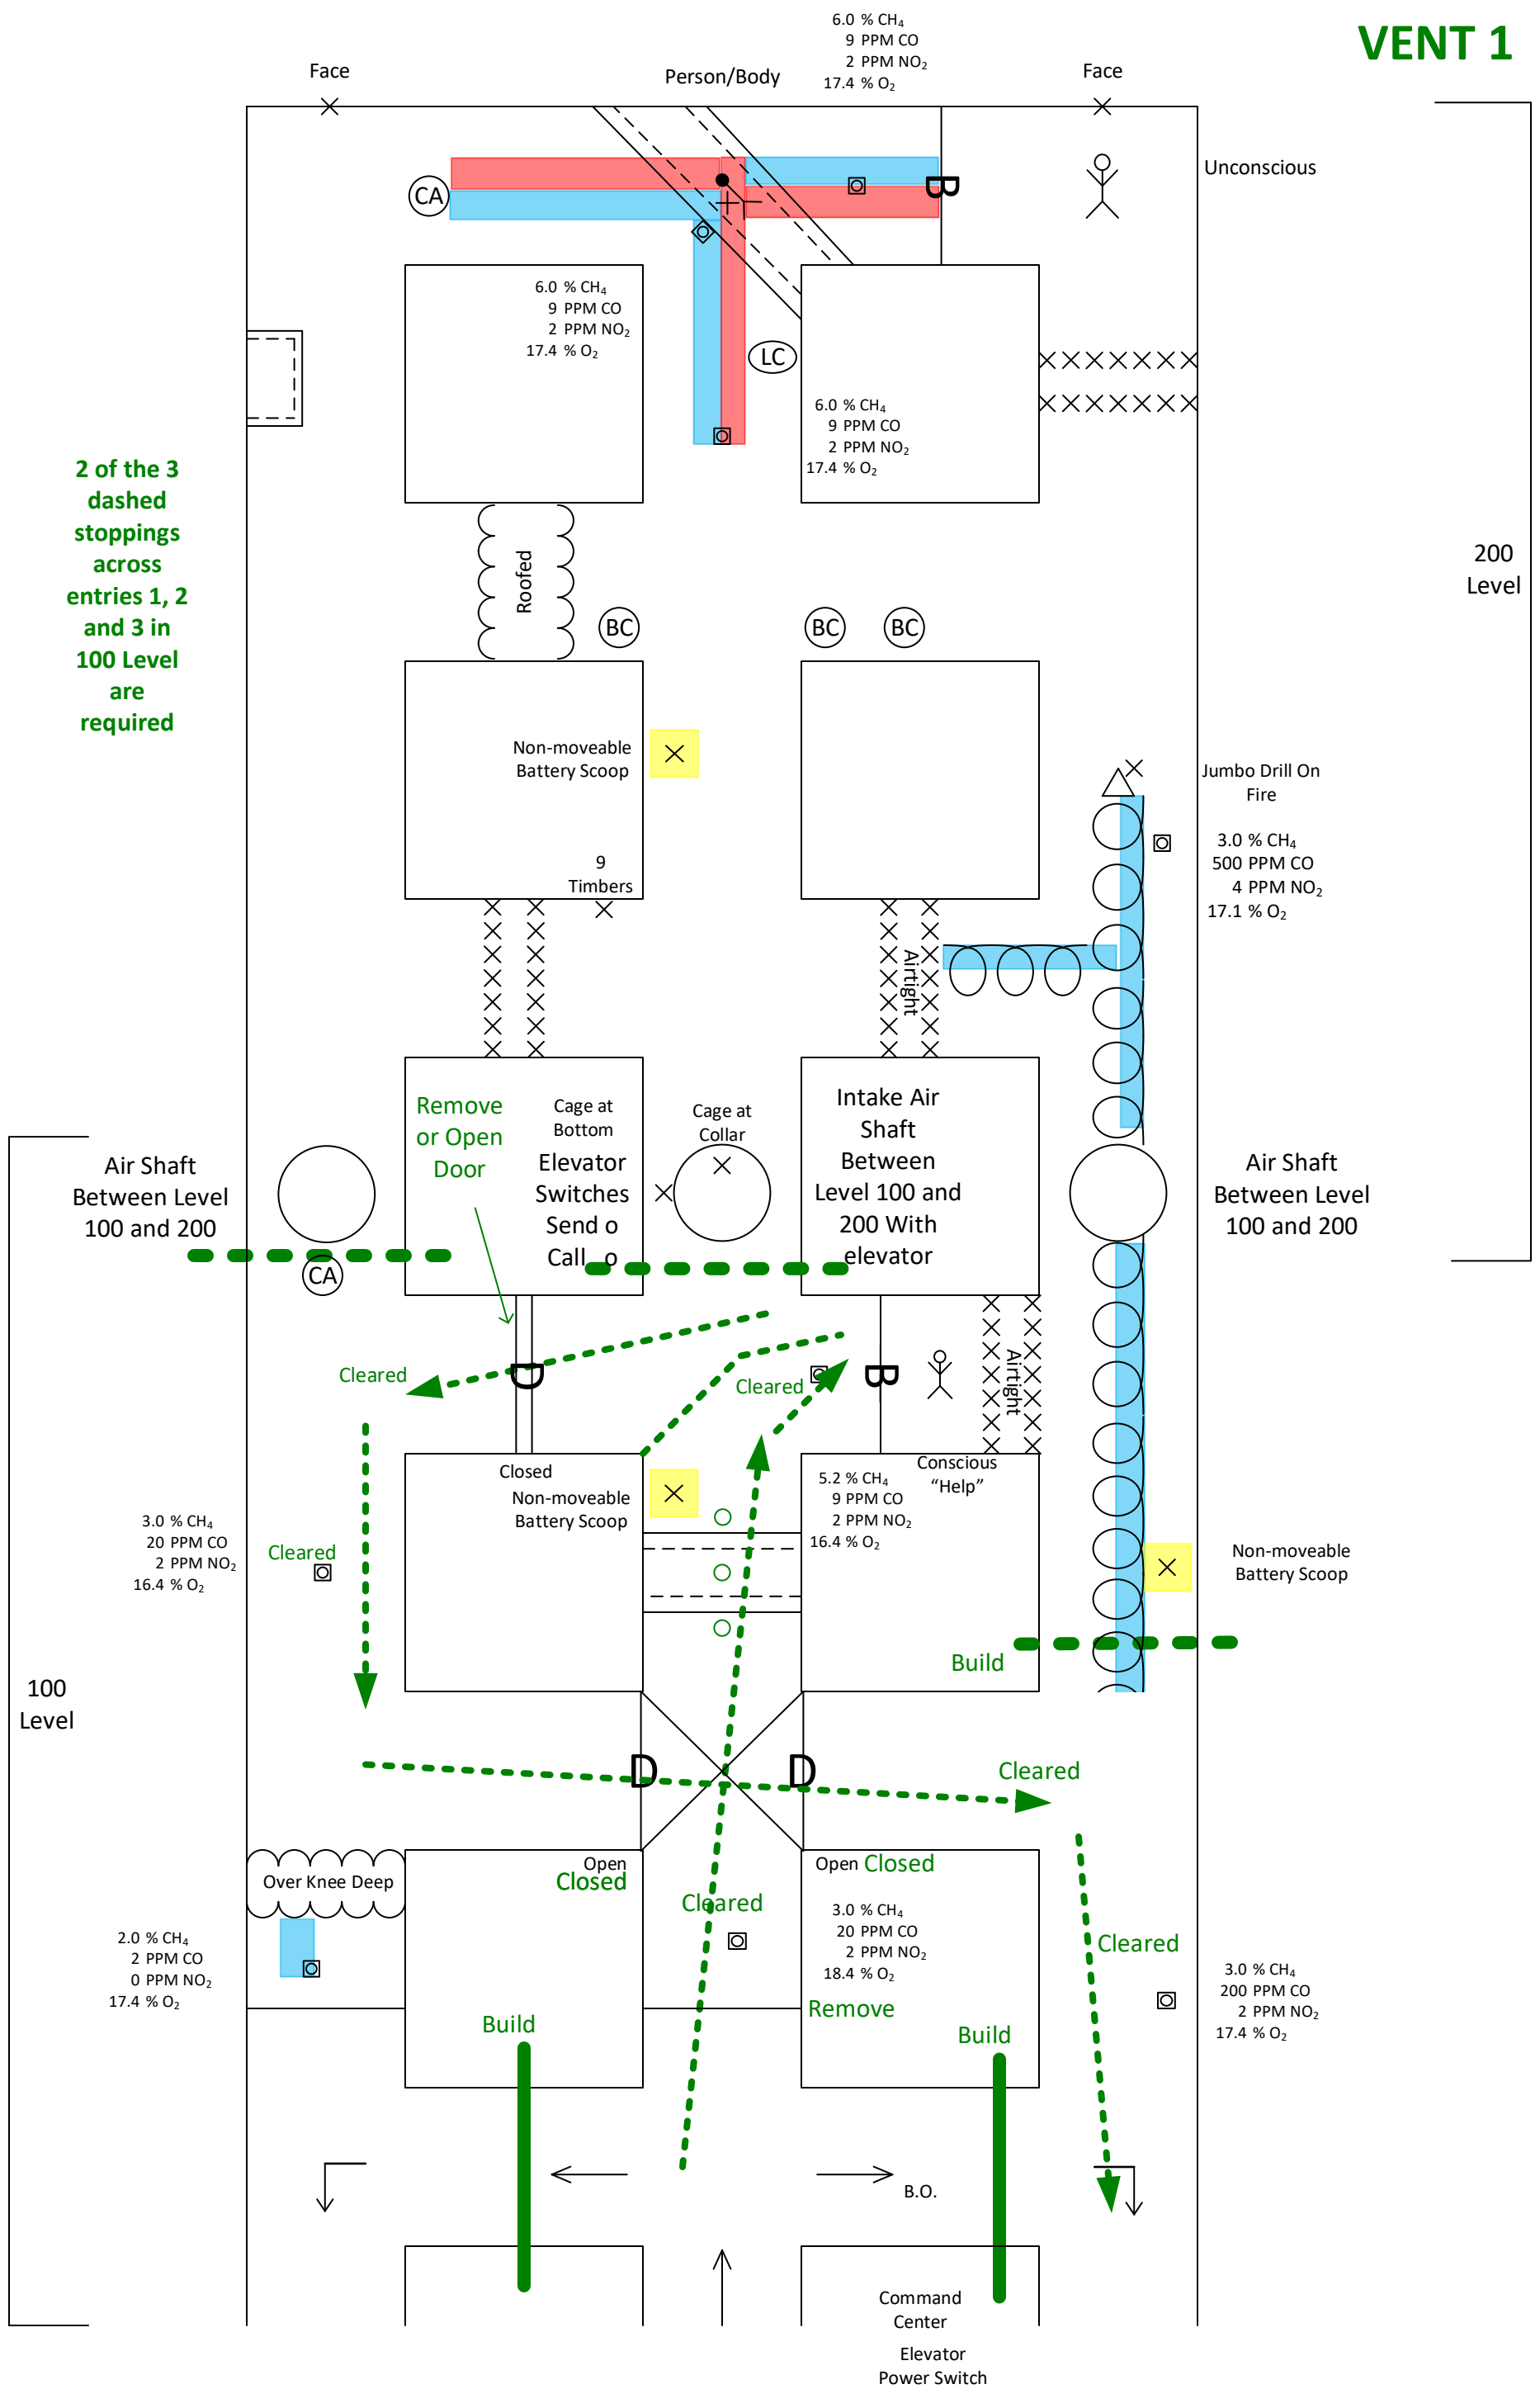 VENT 1
6.0 % CH₄
9 PPM CO
2 PPM NO₂
17.4 % O₂
Face
Person/Body
Face
Unconscious
CA
B
6.0 % CH₄
9 PPM CO
2 PPM NO₂
17.4 % O₂
LC
6.0 % CH₄
9 PPM CO
2 PPM NO₂
17.4 % O₂
2 of the 3
dashed
stoppings
across
entries 1, 2
and 3 in
100 Level
are
required
200
Level
Roofed
BC
BC
BC
Non-moveable
Battery Scoop
Jumbo Drill On
Fire
3.0 % CH₄
500 PPM CO
4 PPM NO₂
17.1 % O₂
9
Timbers
Airtight
Remove
or Open
Door
Cage at
Bottom
Elevator
Switches
Send o
Call o
Cage at
Collar
Intake Air
Shaft
Between
Level 100 and
200 With
elevator
Air Shaft
Between Level
100 and 200
Air Shaft
Between Level
100 and 200
CA
D
Cleared
Cleared
B
Airtight
Closed
Non-moveable
Battery Scoop
5.2 % CH₄
9 PPM CO
2 PPM NO₂
16.4 % O₂
Conscious
“Help”
3.0 % CH₄
20 PPM CO
2 PPM NO₂
16.4 % O₂
Cleared
Non-moveable
Battery Scoop
Build
100
Level
D
D
Cleared
Over Knee Deep
Open
Closed
Open Closed
Cleared
3.0 % CH₄
20 PPM CO
2 PPM NO₂
18.4 % O₂
Cleared
2.0 % CH₄
2 PPM CO
0 PPM NO₂
17.4 % O₂
3.0 % CH₄
200 PPM CO
2 PPM NO₂
17.4 % O₂
Remove
Build
Build
B.O.
Command
Center
Elevator
Power Switch